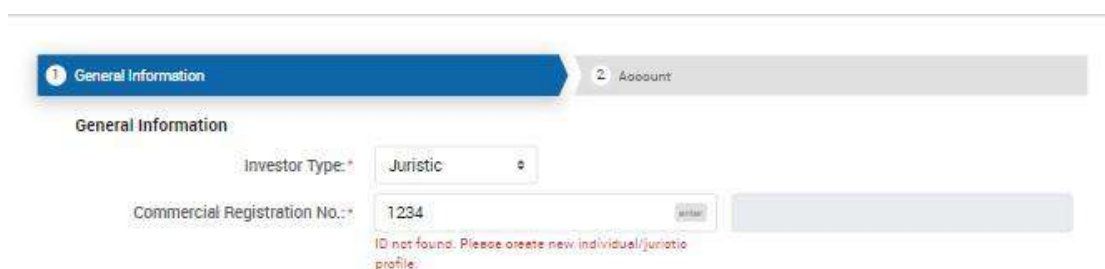 1 General Information
2 Account
General Information
Investor Type:*
Juristic
Commercial Registration No.:*
1234
enter
ID not found. Please create new individual/juristic
profile.